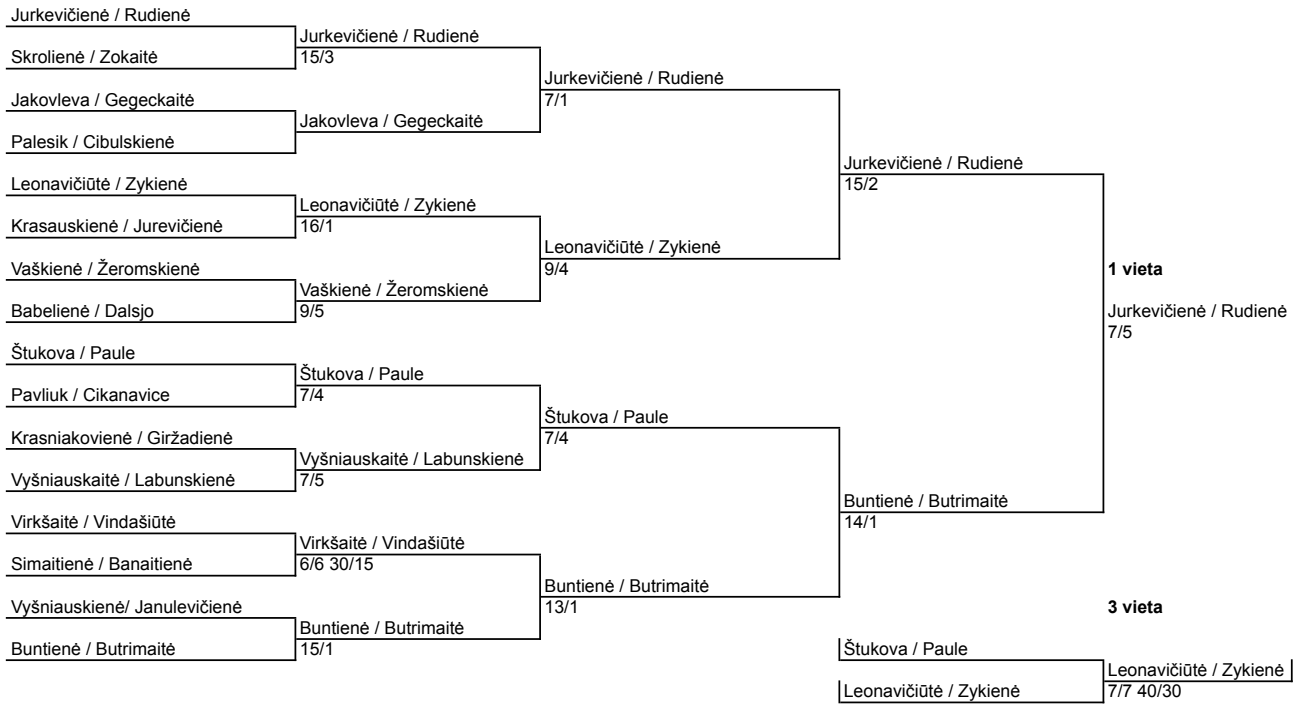 Jurkevičienė / Rudienė
Jurkevičienė / Rudienė
Skrolienė / Zokaitė
15/3
Jurkevičienė / Rudienė
Jakovleva / Gegeckaitė
7/1
Jakovleva / Gegeckaitė
Palesik / Cibulskienė
Jurkevičienė / Rudienė
Leonavičiūtė / Zykienė
15/2
Leonavičiūtė / Zykienė
Krasauskienė / Jurevičienė
16/1
Leonavičiūtė / Zykienė
Vaškienė / Žeromskienė
9/4
1 vieta
Vaškienė / Žeromskienė
Babelienė / Dalsjo
9/5
Jurkevičienė / Rudienė
7/5
Štukova / Paule
Štukova / Paule
Pavliuk / Cikanavice
7/4
Štukova / Paule
Krasniakovienė / Giržadienė
7/4
Vyšniauskaitė / Labunskienė
Vyšniauskaitė / Labunskienė
7/5
Buntienė / Butrimaitė
Virkšaitė / Vindašiūtė
14/1
Virkšaitė / Vindašiūtė
Simaitienė / Banaitienė
6/6 30/15
Buntienė / Butrimaitė
Vyšniauskienė/ Janulevičienė
13/1
3 vieta
Buntienė / Butrimaitė
Buntienė / Butrimaitė
15/1
Štukova / Paule
Leonavičiūtė / Zykienė
Leonavičiūtė / Zykienė
7/7 40/30